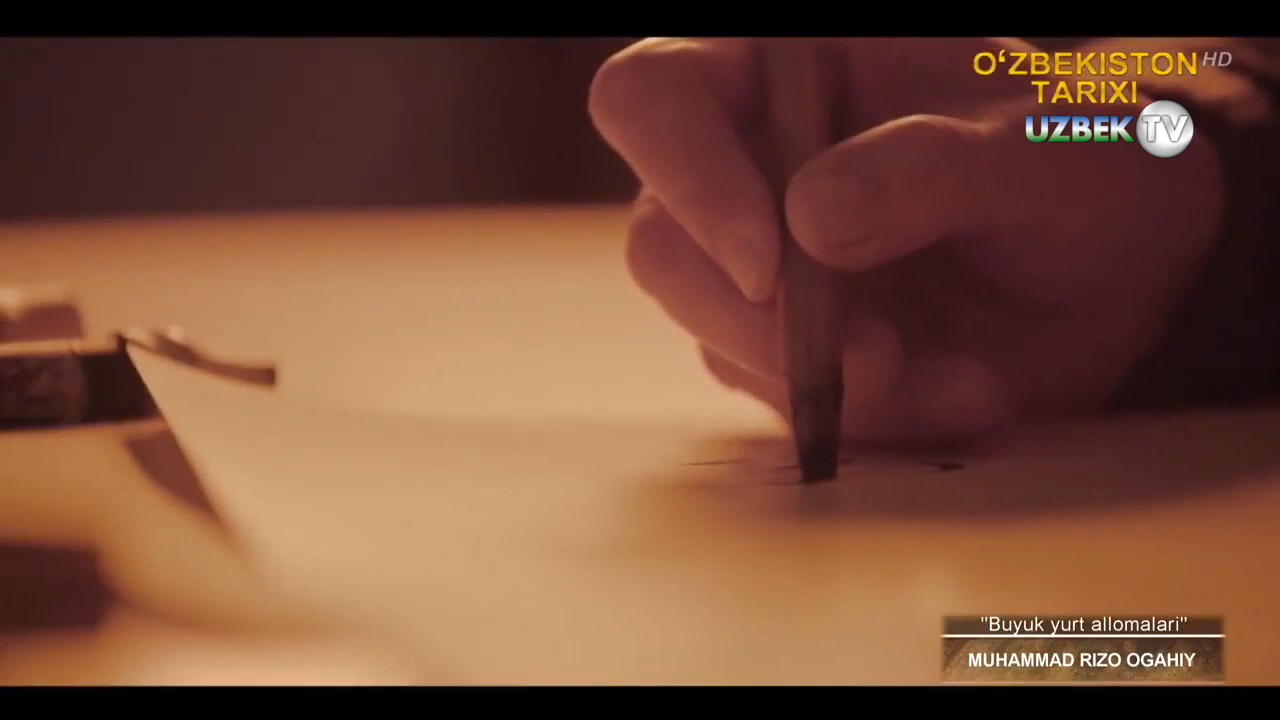 O‘ZBEKISTON HD
TARIXI
UZBEK TV
"Buyuk yurt allomalari"
MUHAMMAD RIZO OGAHIY